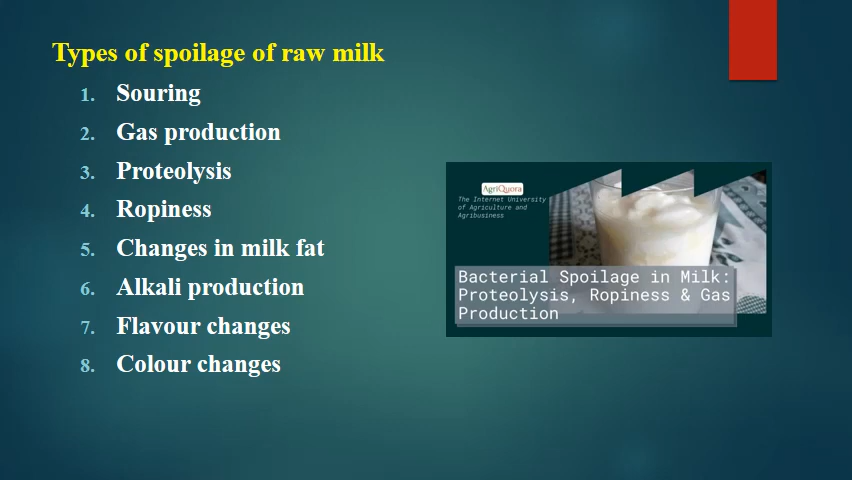 Types of spoilage of raw milk
1. Souring
2. Gas production
3. Proteolysis
4. Ropiness
5. Changes in milk fat
6. Alkali production
7. Flavour changes
8. Colour changes
AgriQuora
The Internet University
of Agriculture and
Agribusiness
Bacterial Spoilage in Milk:
Proteolysis, Ropiness & Gas
Production